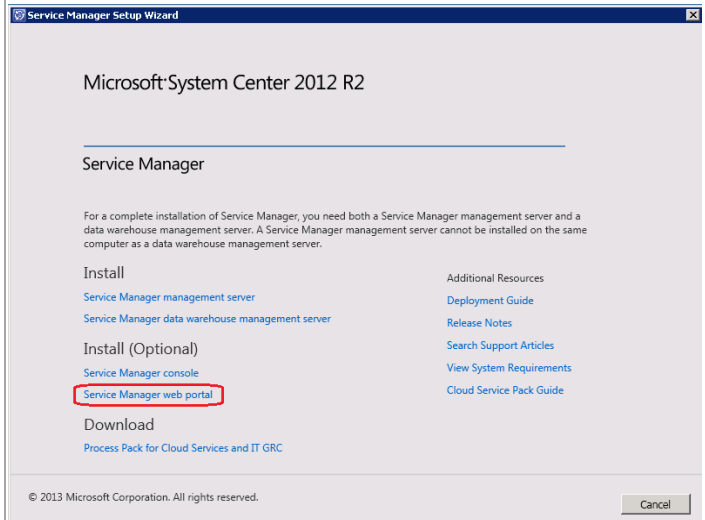 Service Manager Setup Wizard
Microsoft System Center 2012 R2
Service Manager
For a complete installation of Service Manager, you need both a Service Manager management server and a
data warehouse management server. A Service Manager management server cannot be installed on the same
computer as a data warehouse management server.
Install
Service Manager management server
Service Manager data warehouse management server
Install (Optional)
Service Manager console
Service Manager web portal
Download
Process Pack for Cloud Services and IT GRC
Additional Resources
Deployment Guide
Release Notes
Search Support Articles
View System Requirements
Cloud Service Pack Guide
© 2013 Microsoft Corporation. All rights reserved.
Cancel